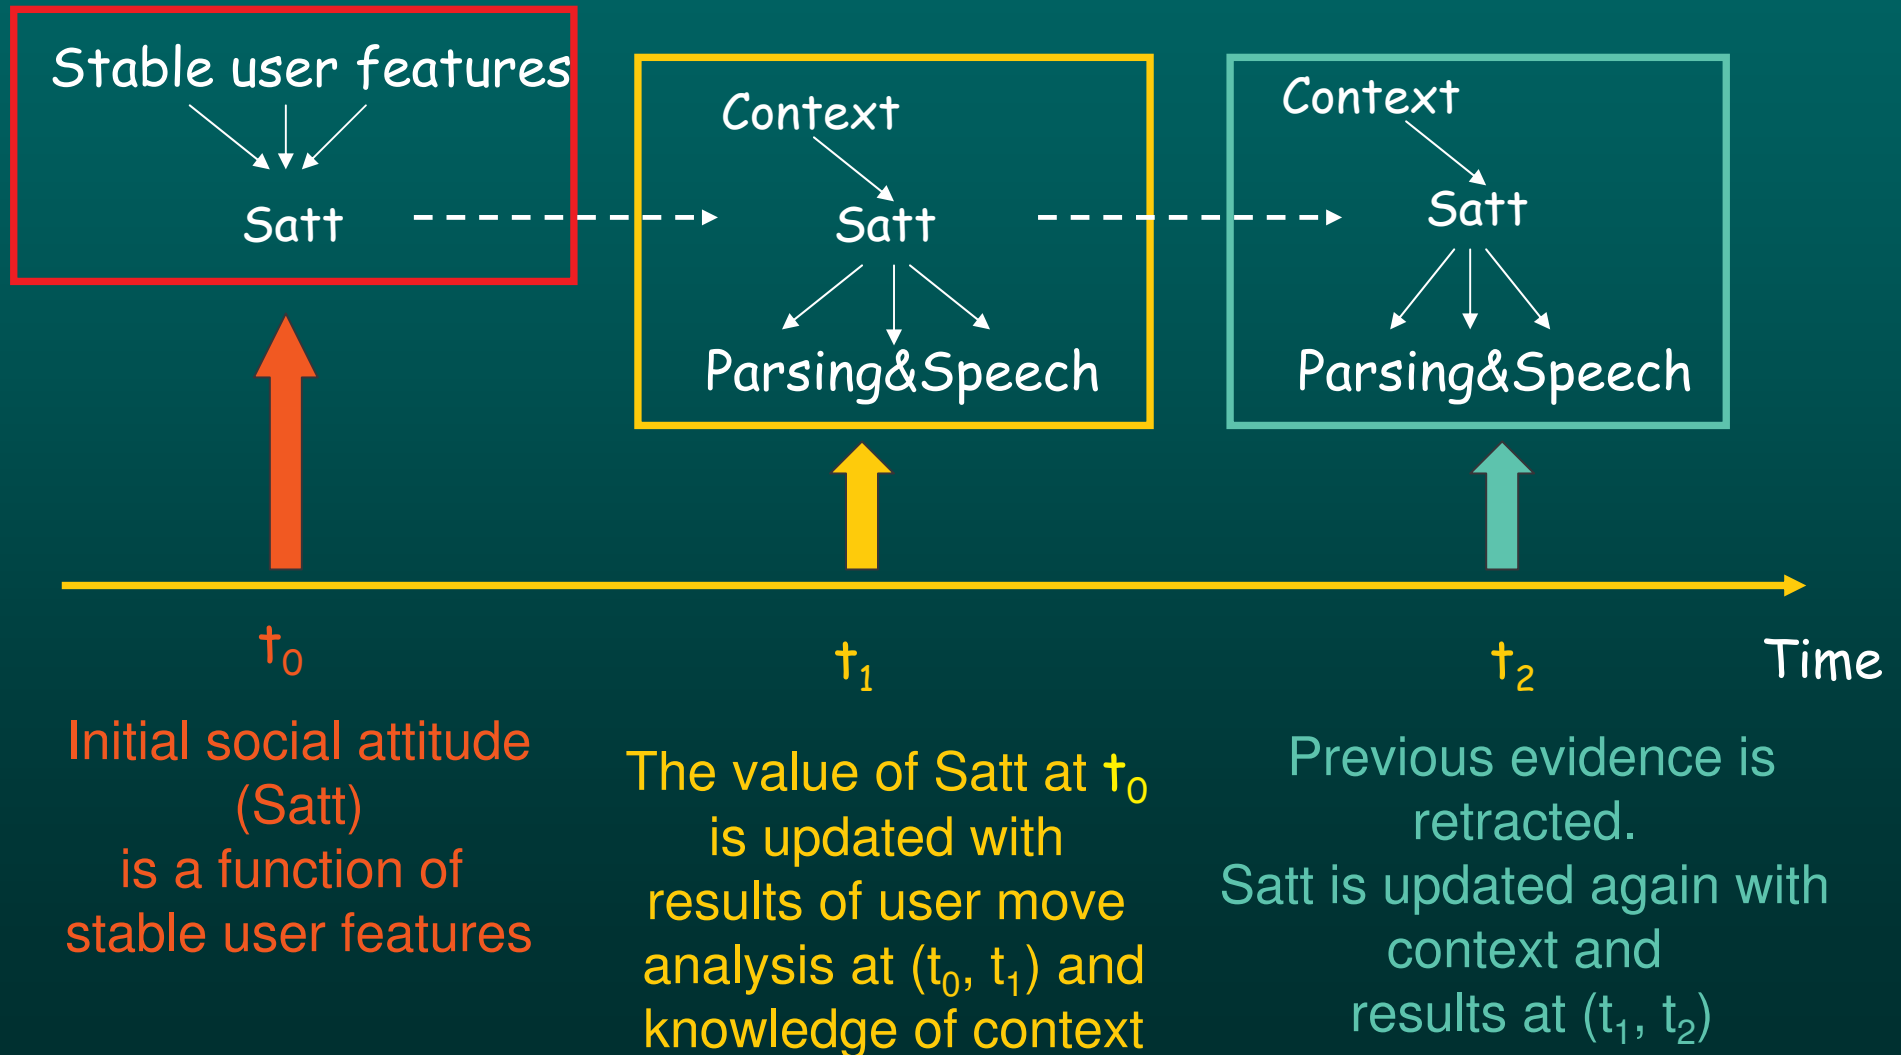 Stable user features
Satt
Context
Satt
Parsing&Speech
Context
Satt
Parsing&Speech
t0
t1
t2
Time
Initial social attitude
(Satt)
is a function of
stable user features
The value of Satt at t0
is updated with
results of user move
analysis at (t0, t1) and
knowledge of context
Previous evidence is
retracted.
Satt is updated again with
context and
results at (t1, t2)